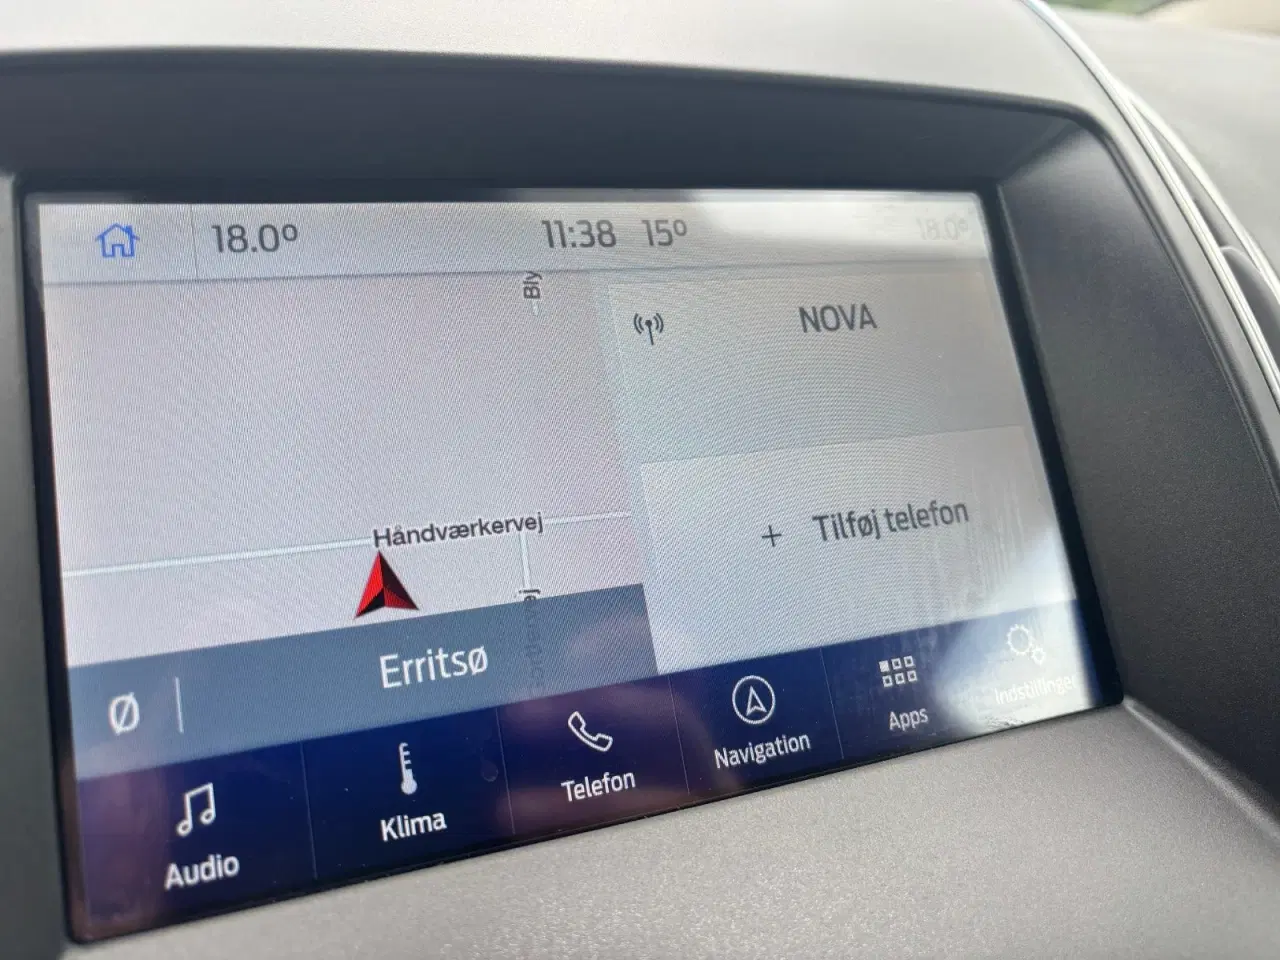 18.0°
11:38
15°
18.0°
Bly
NOVA
Håndværkervej
+ Tilføj telefon
Erritsø
Ø
Audio
Klima
Telefon
Navigation
Apps
Indstillinger